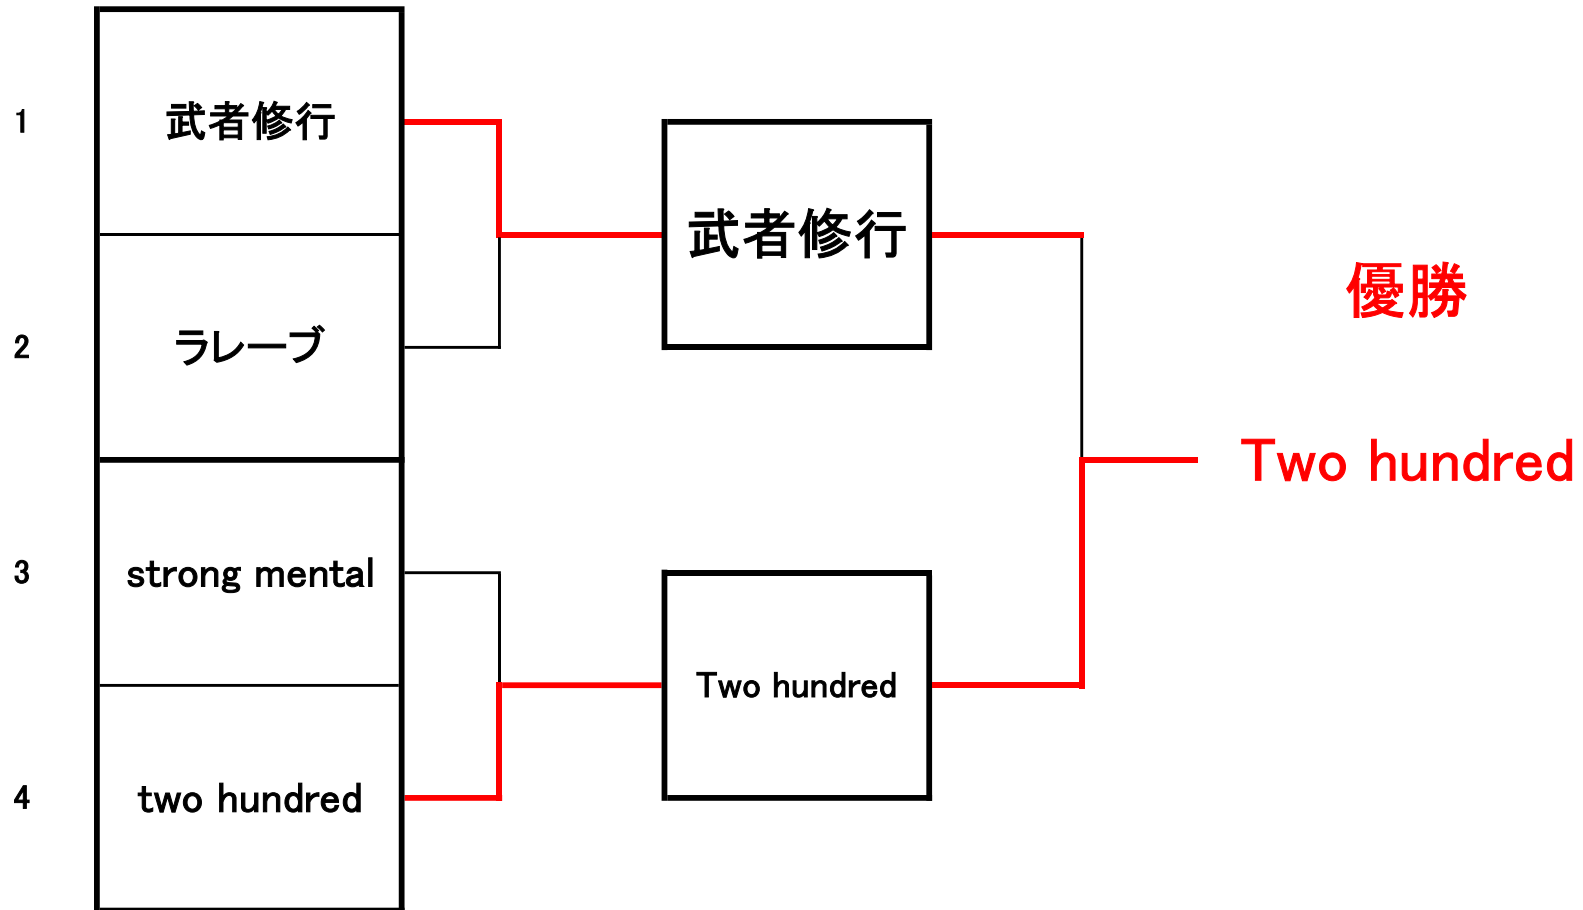 1
武者修行
武者修行
優勝
2
ラレーブ
Two hundred
3
strong mental
Two hundred
4
two hundred